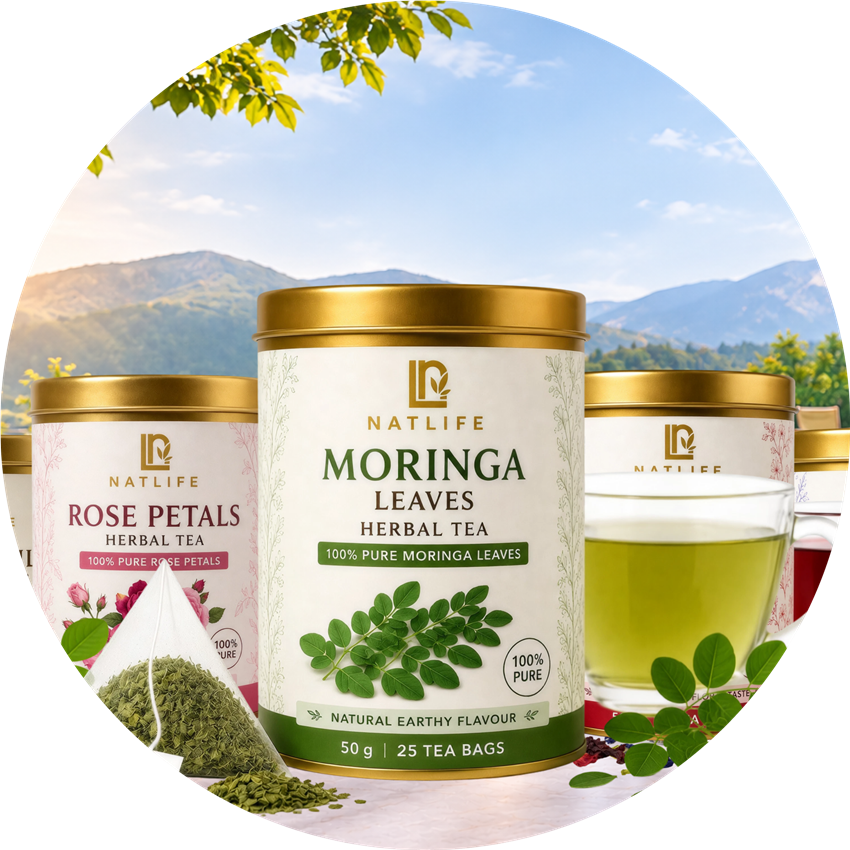 NATLIFE
MORINGA
LEAVES
HERBAL TEA
100% PURE MORINGA LEAVES
100%
PURE
NATURAL EARTHY FLAVOUR
50 g | 25 TEA BAGS
NATLIFE
ROSE PETALS
HERBAL TEA
100% PURE ROSE PETALS
100%
PURE
NATLIFE